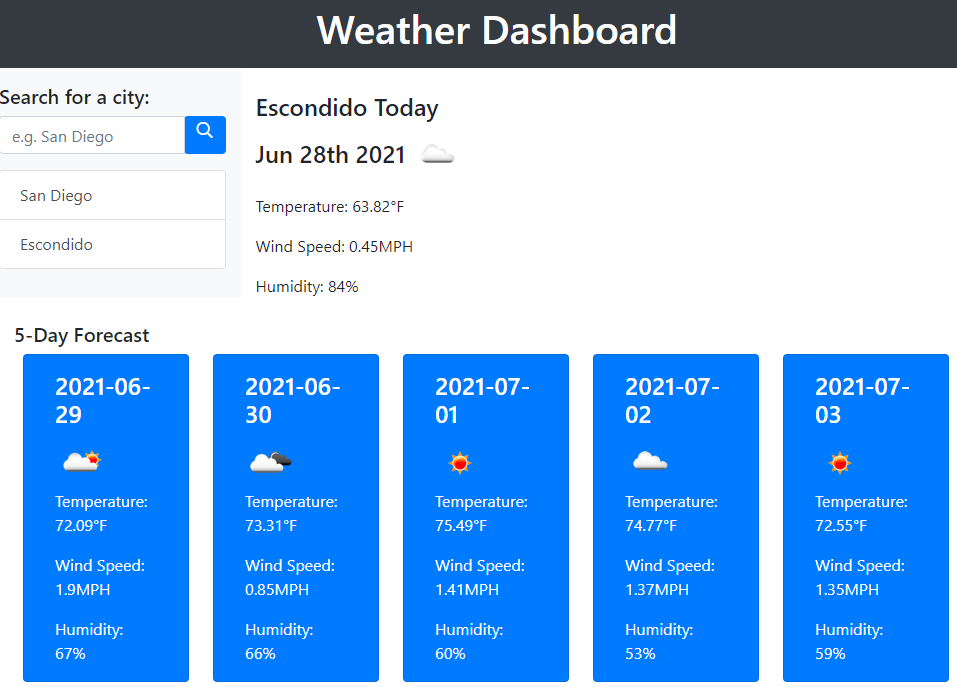 Weather Dashboard
Search for a city:
e.g. San Diego
San Diego
Escondido
Escondido Today
Jun 28th 2021
Temperature: 63.82°F
Wind Speed: 0.45MPH
Humidity: 84%
5-Day Forecast
2021-06-
29
Temperature:
72.09°F
Wind Speed:
1.9MPH
Humidity:
67%
2021-06-
30
Temperature:
73.31°F
Wind Speed:
0.85MPH
Humidity:
66%
2021-07-
01
Temperature:
75.49°F
Wind Speed:
1.41MPH
Humidity:
60%
2021-07-
02
Temperature:
74.77°F
Wind Speed:
1.37MPH
Humidity:
53%
2021-07-
03
Temperature:
72.55°F
Wind Speed:
1.35MPH
Humidity:
59%